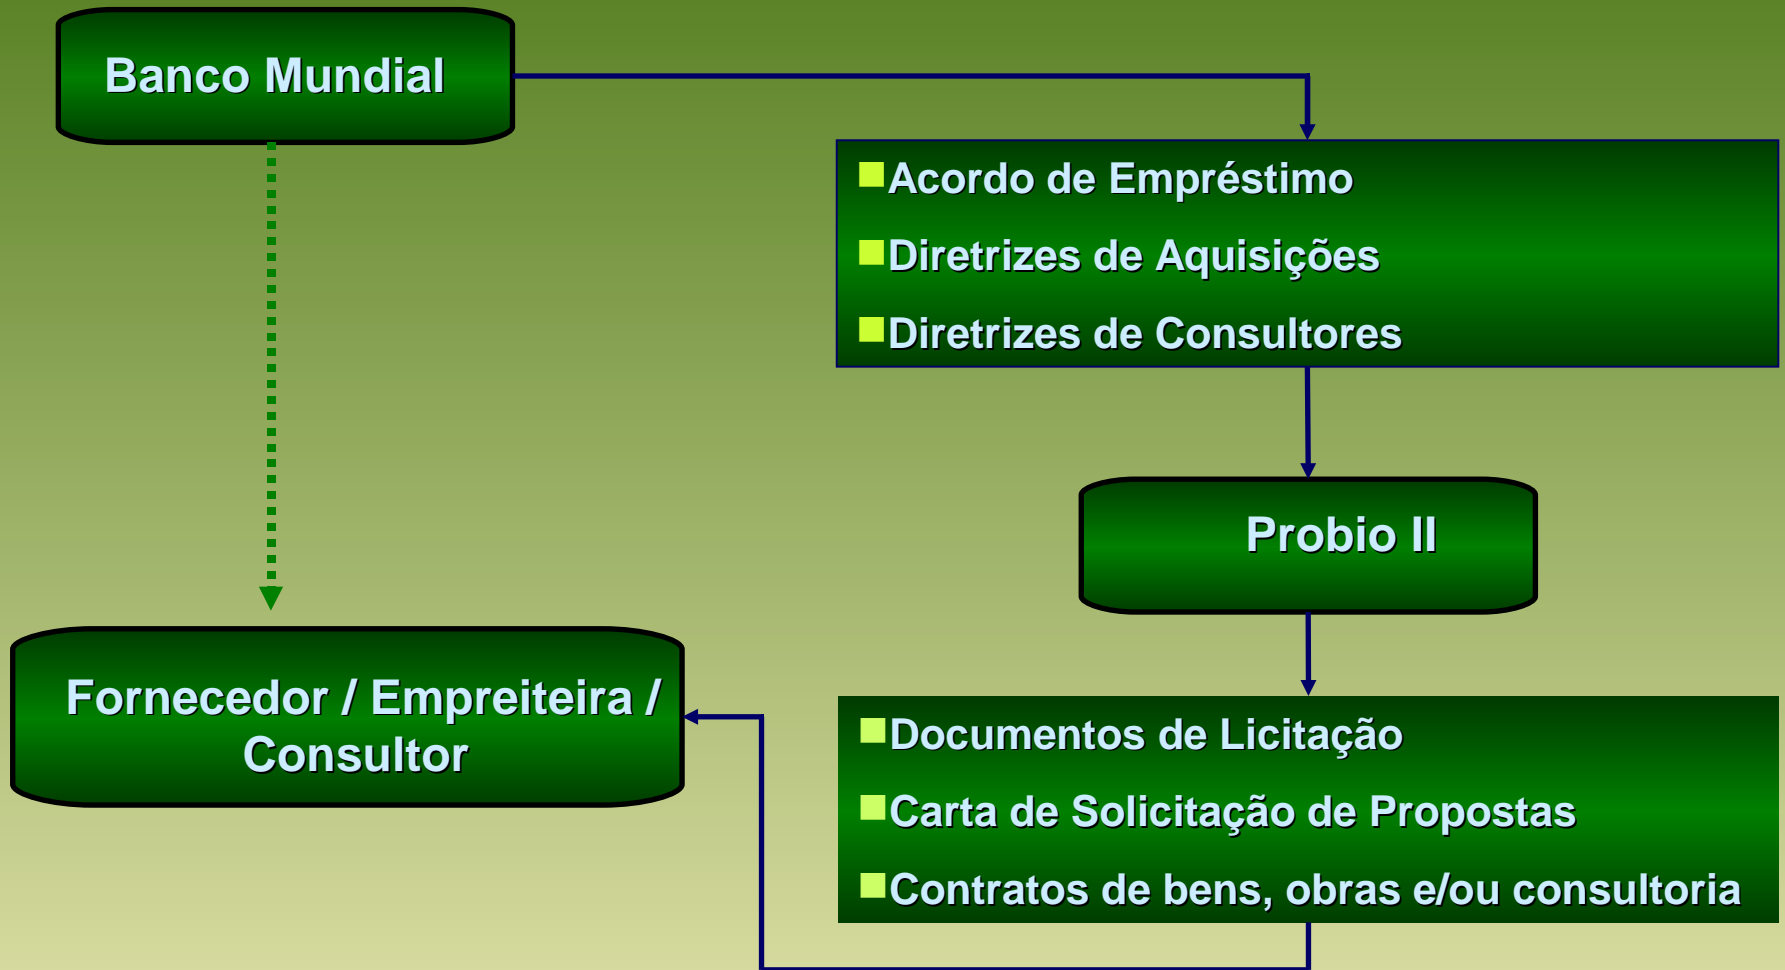 Banco Mundial
■Acordo de Empréstimo
■Diretrizes de Aquisições
■Diretrizes de Consultores
Probio II
Fornecedor / Empreiteira /
Consultor
■Documentos de Licitação
■Carta de Solicitação de Propostas
■Contratos de bens, obras e/ou consultoria